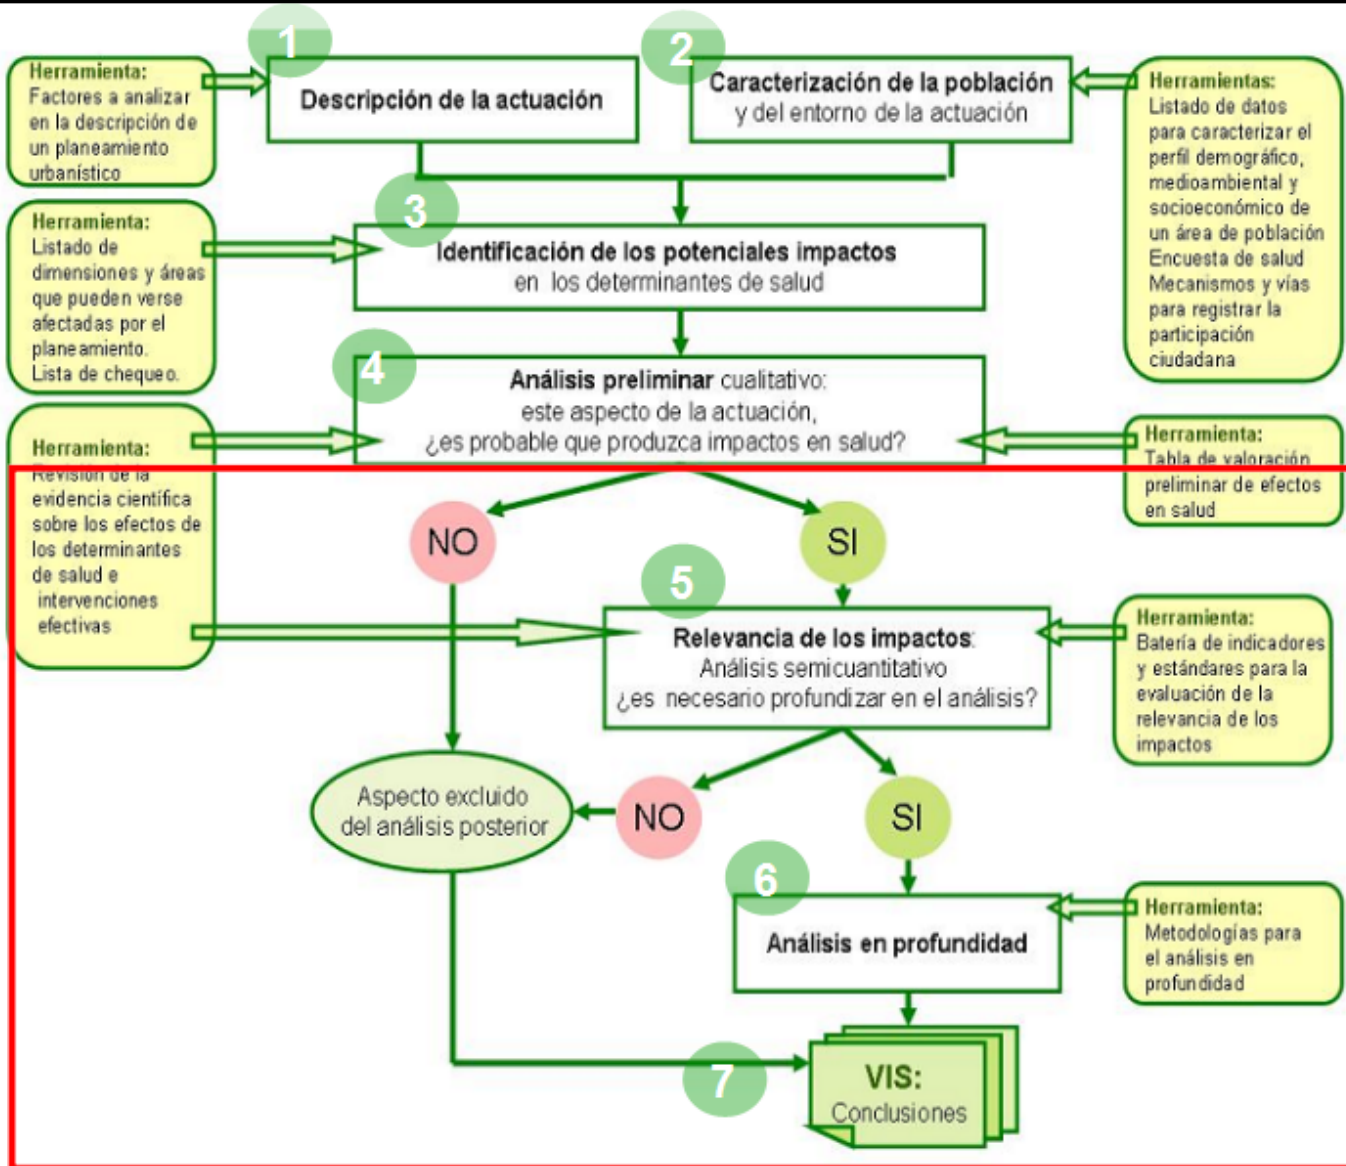 1
Descripción de la actuación
2
Caracterización de la población
y del entorno de la actuación
Herramienta:
Factores a analizar
en la descripción de
un planeamiento
urbanístico
Herramientas:
Listado de datos
para caracterizar el
perfil demográfico,
medioambiental y
socioeconómico de
un área de población
Encuesta de salud
Mecanismos y vías
para registrar la
participación
ciudadana
3
Identificación de los potenciales impactos
en los determinantes de salud
Herramienta:
Listado de
dimensiones y áreas
que pueden verse
afectadas por el
planeamiento.
Lista de chequeo.
4
Análisis preliminar cualitativo:
este aspecto de la actuación,
¿es probable que produzca impactos en salud?
Herramienta:
Revisión de la
evidencia científica
sobre los efectos de
los determinantes
de salud e
intervenciones
efectivas
Herramienta:
Tabla de valoración
preliminar de efectos
en salud
NO
SI
5
Relevancia de los impactos:
Análisis semicuantitativo
¿es necesario profundizar en el análisis?
Herramienta:
Batería de indicadores
y estándares para la
evaluación de la
relevancia de los
impactos
Aspecto excluido
del análisis posterior
NO
SI
6
Análisis en profundidad
Herramienta:
Metodologías para
el análisis en
profundidad
7
VIS:
Conclusiones